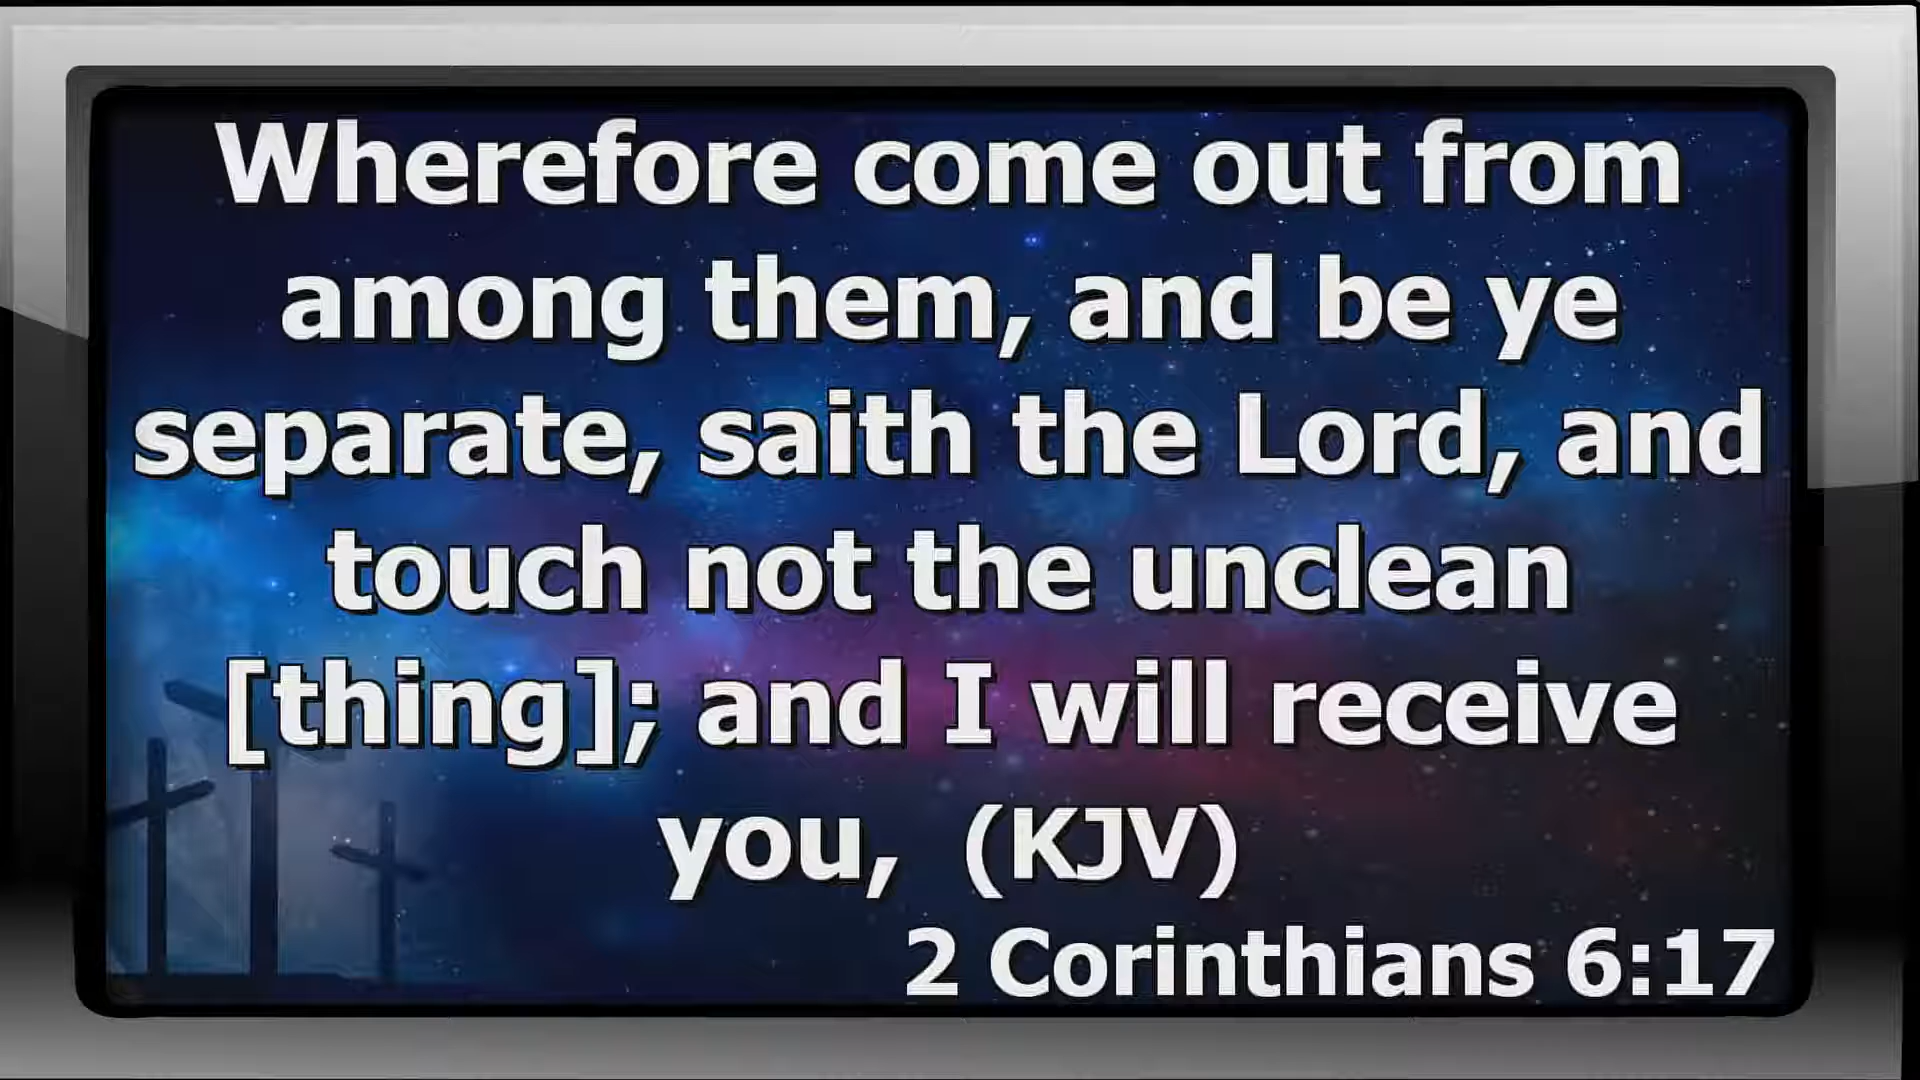 Wherefore come out from
among them, and be ye
separate, saith the Lord, and
touch not the unclean
[thing]; and I will receive
you, (KJV)
2 Corinthians 6:17